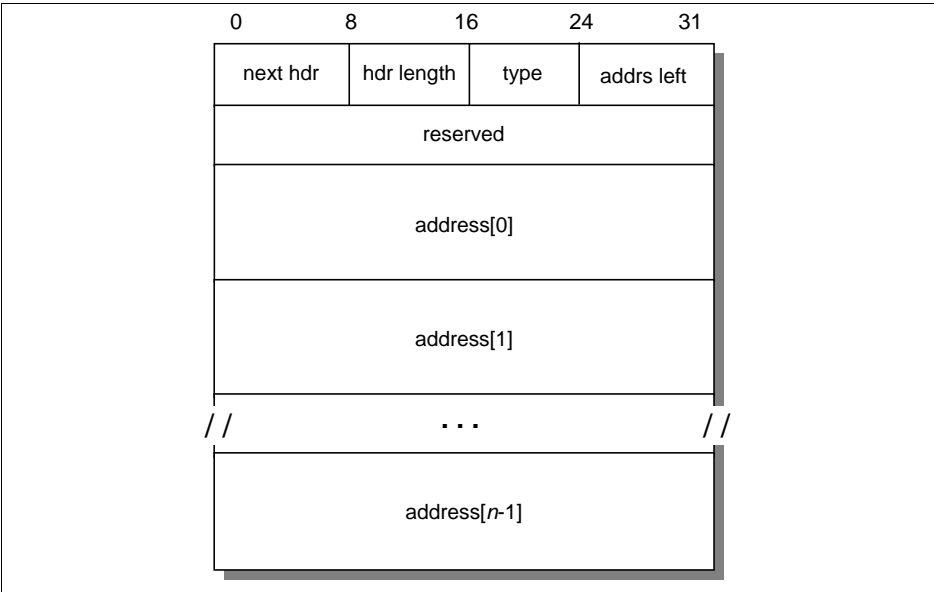 0 8 16 24 31
next hdr hdr length type addrs left
reserved
address[0]
address[1]
// ... //
address[n-1]